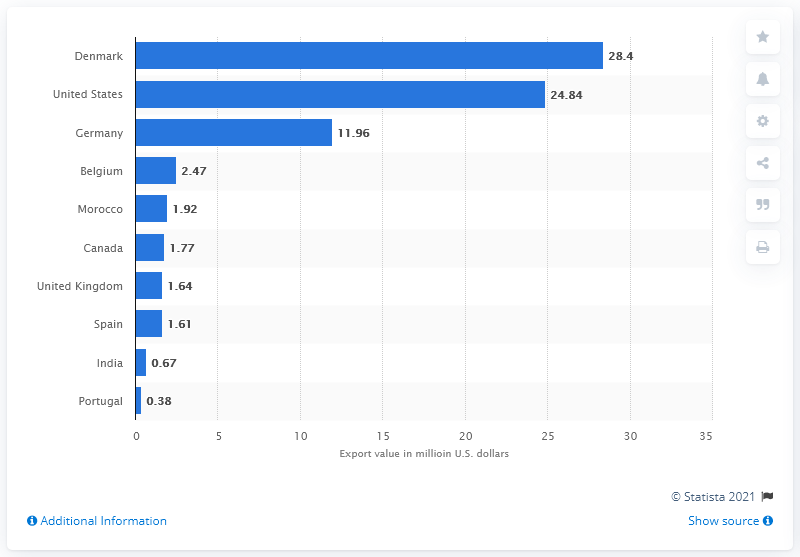 Denmark 28.4
United States 24.84
Germany 11.96
Belgium 2.47
Morocco 1.92
Canada 1.77
United Kingdom 1.64
Spain 1.61
India 0.67
Portugal 0.38
0 5 10 15 20 25 30 35
Export value in millioin U.S. dollars
© Statista 2021
Additional Information Show source